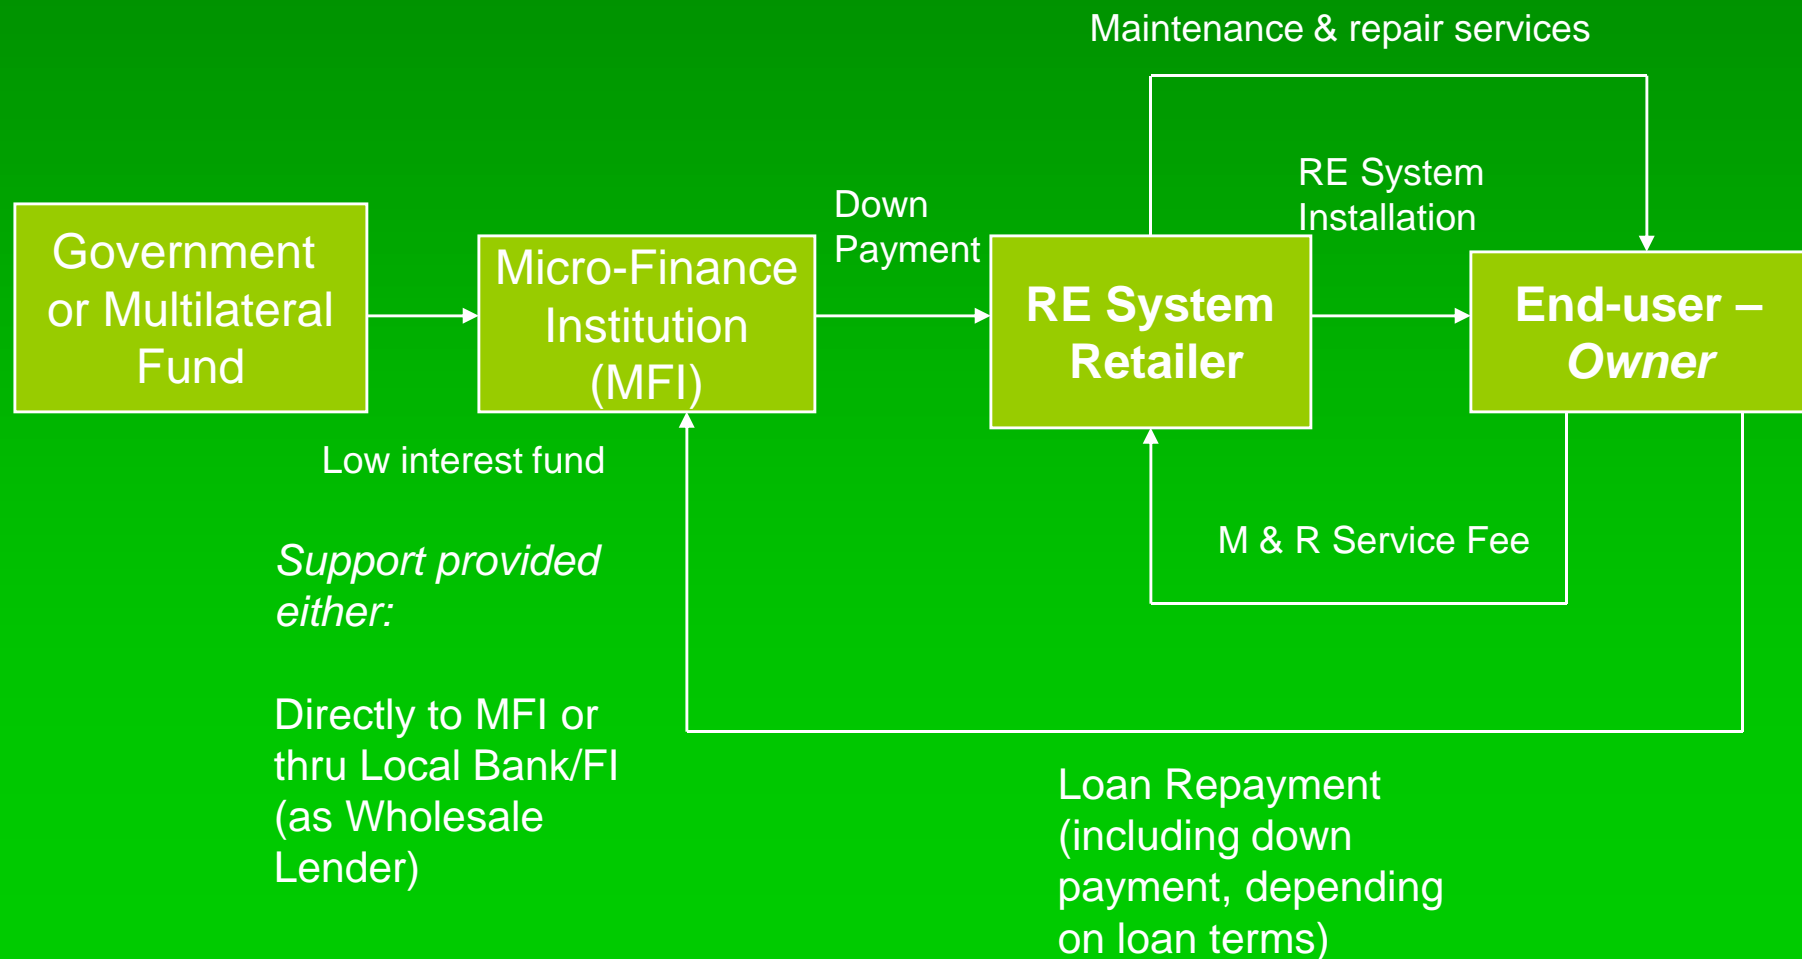 Maintenance & repair services
RE System
Installation
Down
Payment
Government
or Multilateral
Fund
Micro-Finance
Institution
(MFI)
RE System
Retailer
End-user –
Owner
Low interest fund
M & R Service Fee
Support provided
either:
Directly to MFI or
thru Local Bank/FI
(as Wholesale
Lender)
Loan Repayment
(including down
payment, depending
on loan terms)